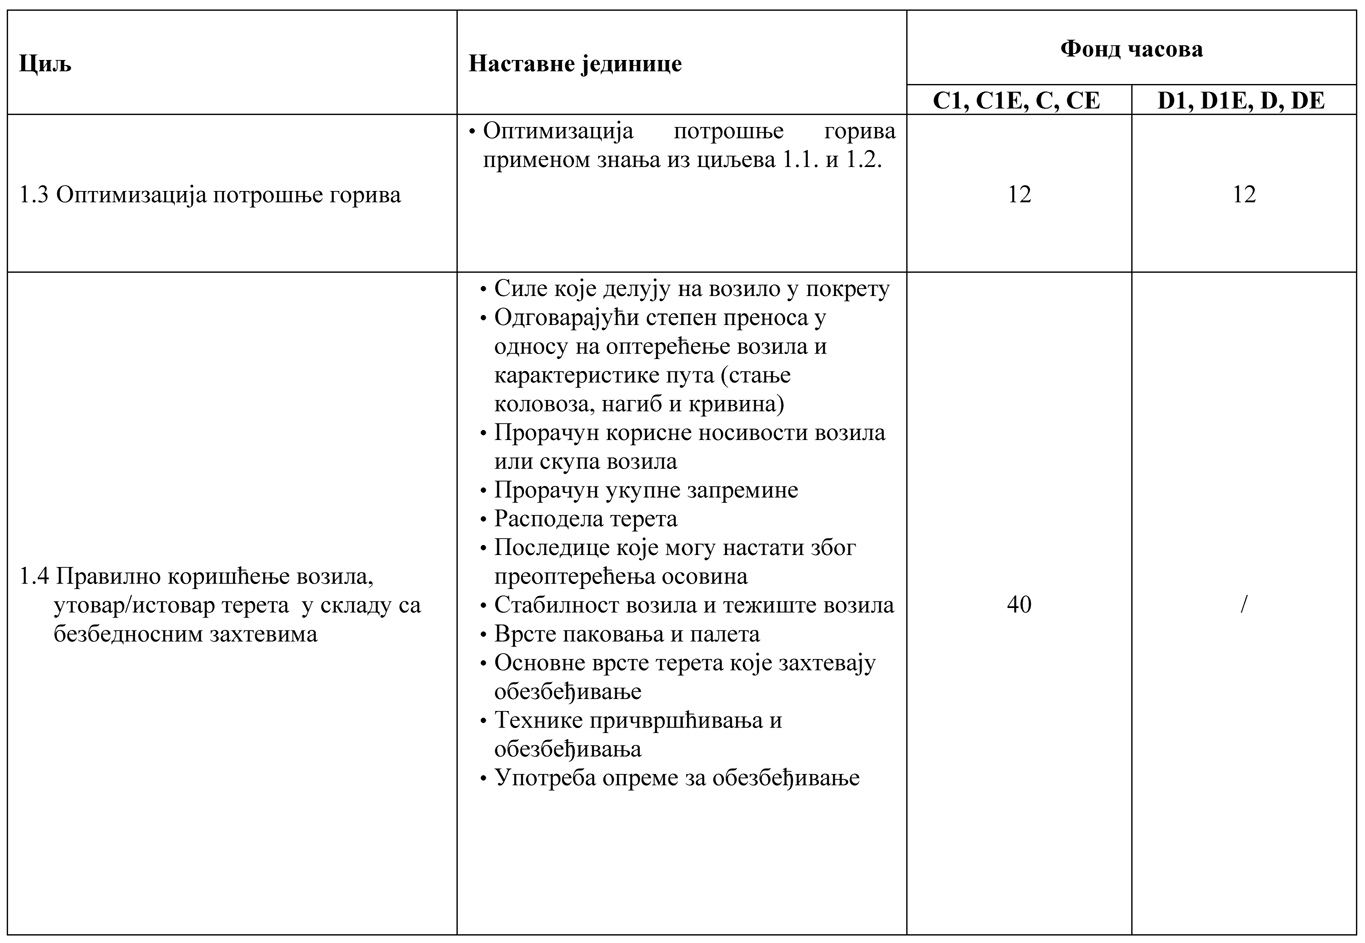 Циљ
Наставне јединице
Фонд часова
C1, C1E, C, CE
D1, D1E, D, DE
1.3 Оптимизација потрошње горива
• Оптимизација потрошње горива
применом знања из циљева 1.1. и 1.2.
12
12
1.4 Правилно коришћење возила,
утовар/истовар терета у складу са
безбедносним захтевима
• Силе које делују на возило у покрету
• Одговарајући степен преноса у
односу на оптерећење возила и
карактеристике пута (стање
коловоза, нагиб и кривина)
• Прорачун корисне носивости возила
или скупа возила
• Прорачун укупне запремине
• Расподела терета
• Последице које могу настати због
преоптерећења осовина
• Стабилност возила и тежиште возила
• Врсте паковања и палета
• Основне врсте терета које захтевају
обезбеђивање
• Технике причвршћивања и
обезбеђивања
• Употреба опреме за обезбеђивање
40
/